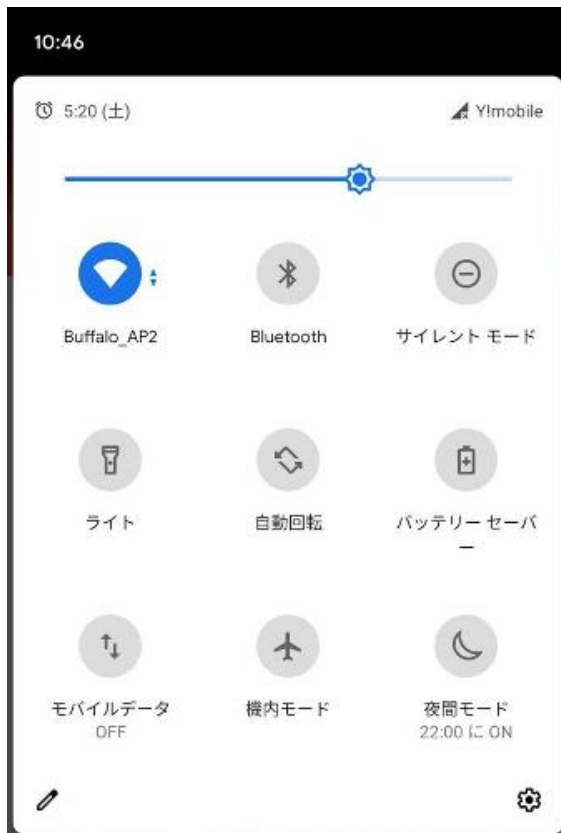 10:46
5:20 (土) Y!mobile
Buffalo_AP2 Bluetooth サイレント モード
ライト 自動回転 バッテリー セーバ
ー
モバイルデータ 機内モード 夜間モード
OFF 22:00 に ON